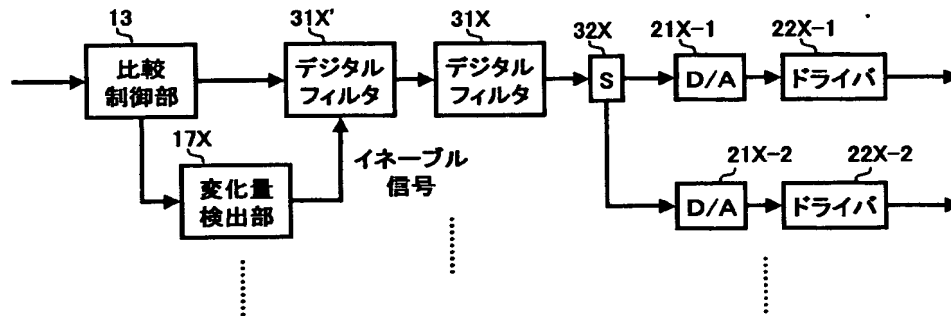 13
31X'
31X
32X
21X-1
22X-1
比較
制御部
デジタル
フィルタ
デジタル
フィルタ
S
D/A
ドライバ
17X
イネーブル
信号
21X-2
22X-2
変化量
検出部
D/A
ドライバ